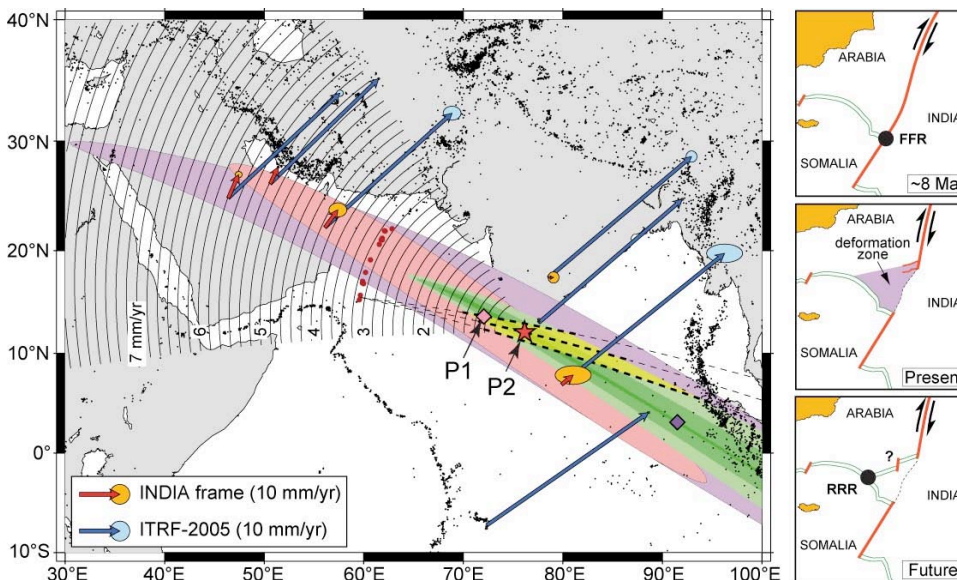 40°N
30°N
20°N
10°N
0°
10°S
30°E
40°E
50°E
60°E
70°E
80°E
90°E
100°E
7 mm/yr
6
5
4
3
2
P1
P2
INDIA frame (10 mm/yr)
ITRF-2005 (10 mm/yr)
ARABIA
INDIA
FFR
SOMALIA
~8 Ma
ARABIA
deformation
zone
INDIA
SOMALIA
Present
ARABIA
?
RRR
INDIA
SOMALIA
Future